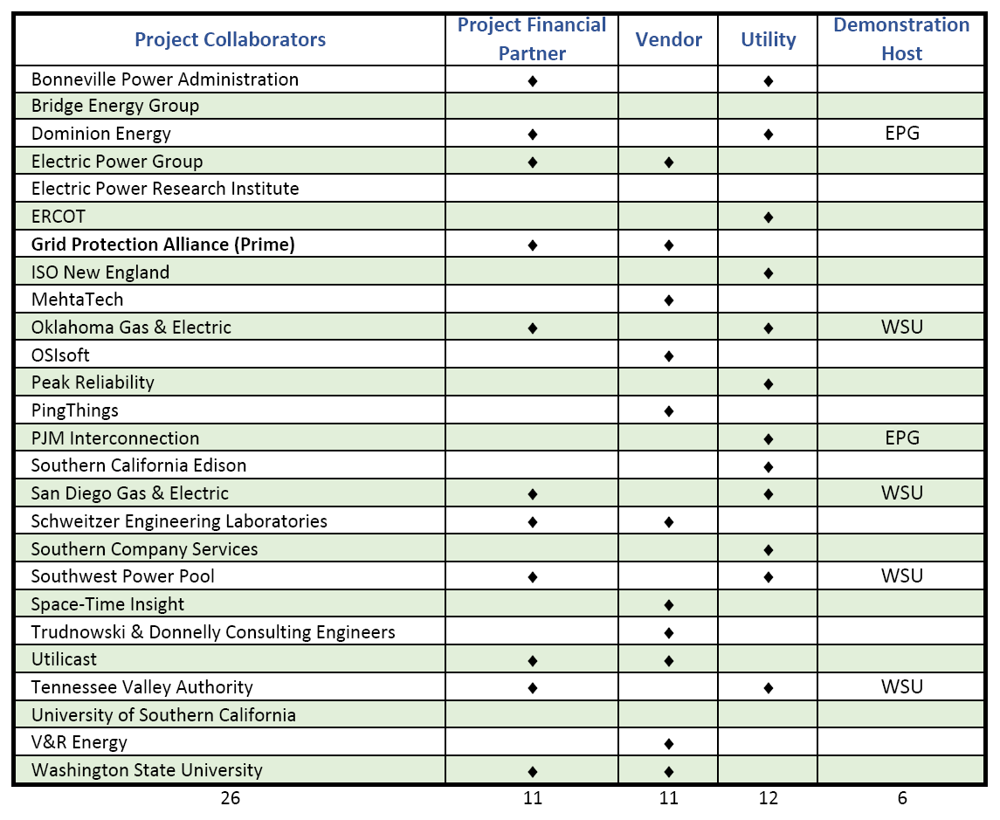 Project Collaborators Project Financial Partner Vendor Utility Demonstration Host
Bonneville Power Administration ♦ ♦
Bridge Energy Group
Dominion Energy ♦ ♦ EPG
Electric Power Group ♦ ♦
Electric Power Research Institute
ERCOT ♦
Grid Protection Alliance (Prime) ♦ ♦
ISO New England ♦
MehtaTech ♦
Oklahoma Gas & Electric ♦ ♦ WSU
OSIsoft ♦
Peak Reliability ♦
PingThings ♦
PJM Interconnection ♦ EPG
Southern California Edison ♦
San Diego Gas & Electric ♦ ♦ WSU
Schweitzer Engineering Laboratories ♦ ♦
Southern Company Services ♦
Southwest Power Pool ♦ ♦ WSU
Space-Time Insight ♦
Trudnowski & Donnelly Consulting Engineers ♦
Utilicast ♦ ♦
Tennessee Valley Authority ♦ ♦ WSU
University of Southern California
V&R Energy ♦
Washington State University ♦ ♦
26 11 11 12 6